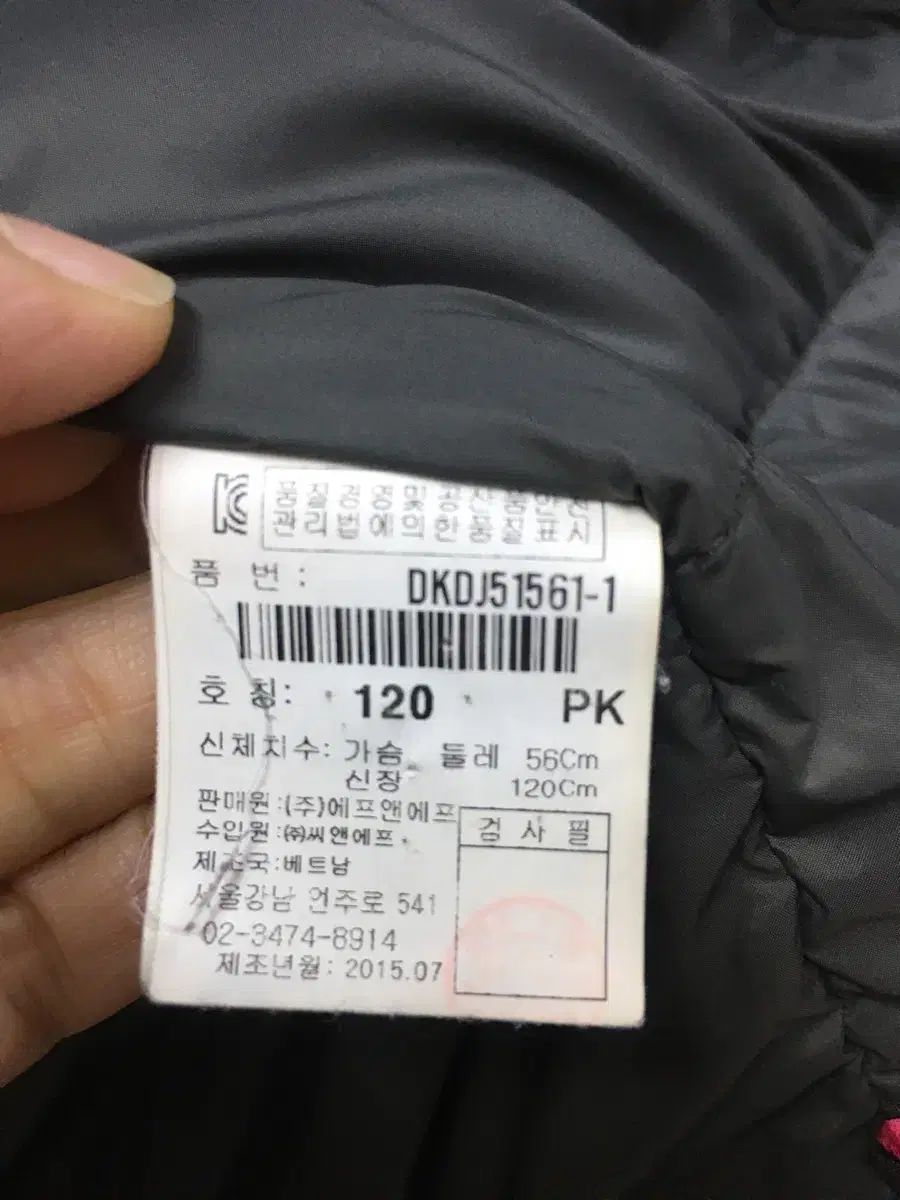 품질경영및공산품안전
관리법에의한품질표시
품 번 : DKDJ51561-1
호 칭: 120 PK
신체치수: 가슴 둘레 56Cm
신장 120Cm
판매원:(주)에프앤에프
수입원:㈜씨앤에프.
제조국:베트남
검 사 필
서울강남 언주로 541
02-3474-8914
제조년월: 2015.07